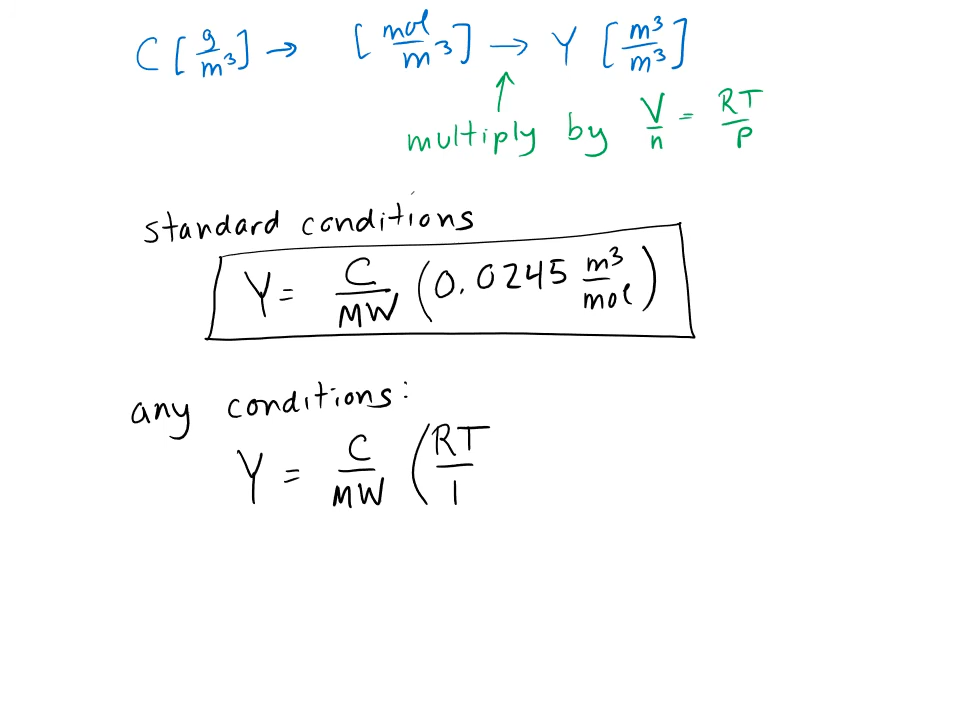 C [g/m³] → [mol/m³] → Y [m³/m³]
multiply by V/n = RT/P
standard conditions
Y = C/MW (0.0245 m³/mol)
any conditions:
Y = C/MW (RT/